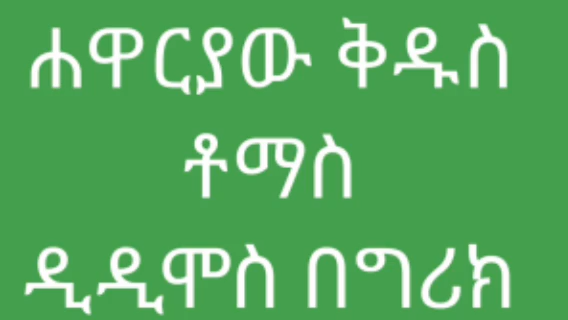 ሐዋርያው ቅዱስ
ቶማስ
ዲዲሞስ በግሪክ